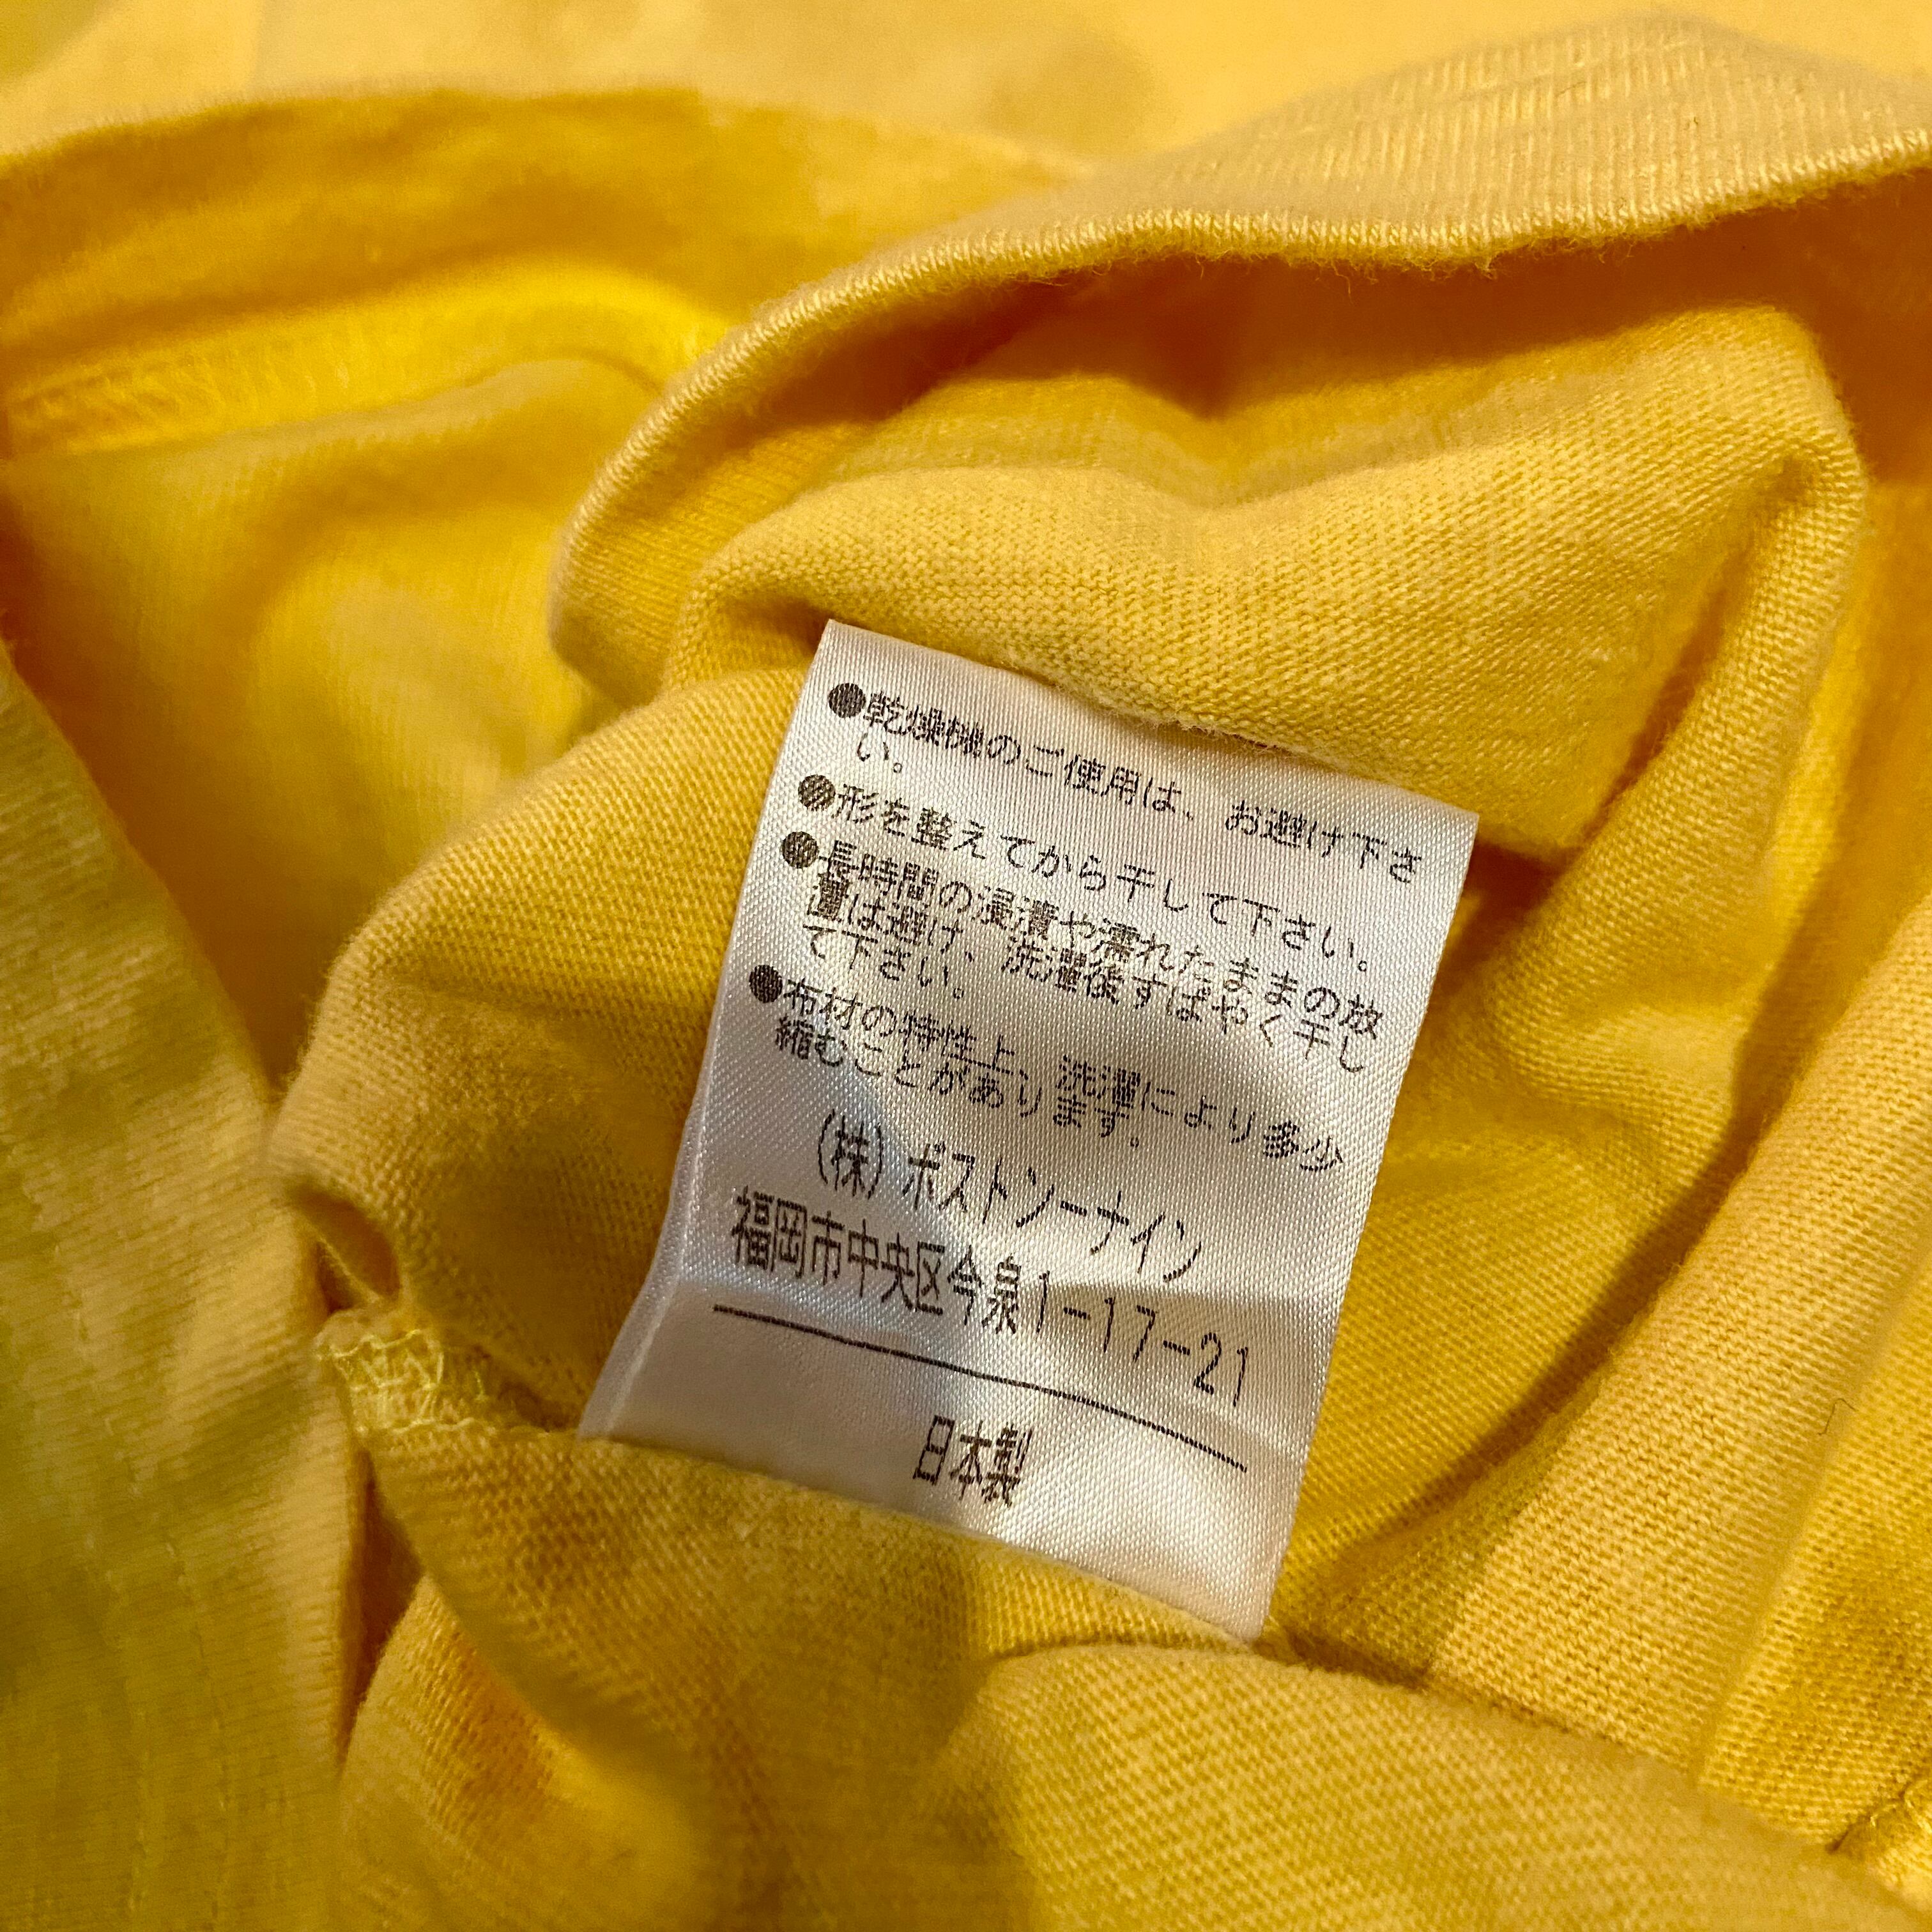 ●乾燥機のご使用は、お避け下さ
い。
●形を整えてから干して下さい。
●長時間の浸漬や濡れたままの放
置は避け、洗濯後すばやく干し
て下さい。
●布材の特性上、洗濯により多少
縮むことがあります。
(株)ポストソーナイン
福岡市中央区今泉1-17-21
日本製